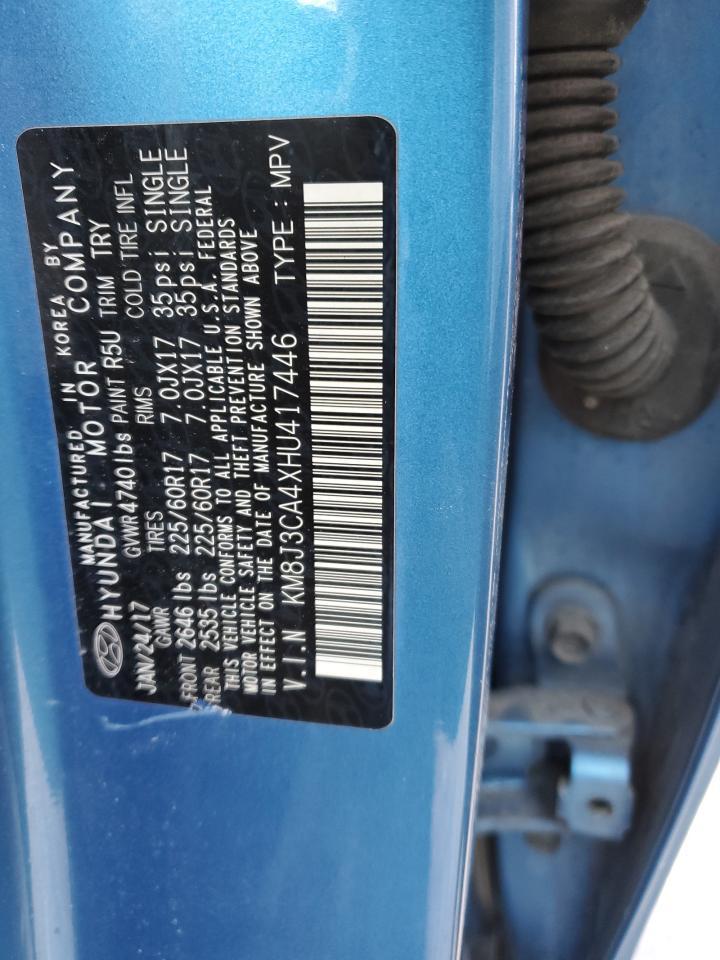 MANUFACTURED IN KOREA BY
HYUNDAI MOTOR COMPANY
JAN/24/17 GVWR4740lbs PAINT R5U TRIM TRY
GAWR TIRES RIMS COLD TIRE INFL
FRONT 2646 lbs 225/60R17 7.0JX17 35psi SINGLE
REAR 2535 lbs 225/60R17 7.0JX17 35psi SINGLE
THIS VEHICLE CONFORMS TO ALL APPLICABLE U.S.A. FEDERAL
MOTOR VEHICLE SAFETY AND THEFT PREVENTION STANDARDS
IN EFFECT ON THE DATE OF MANUFACTURE SHOWN ABOVE
V.I.N KM8J3CA4XHU417446 TYPE : MPV